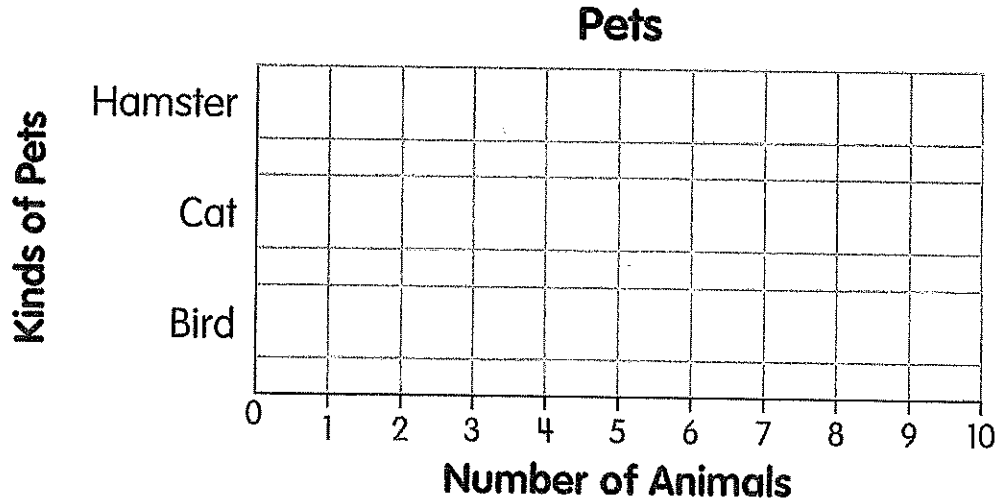 Pets
Kinds of Pets
Hamster
Cat
Bird
0 1 2 3 4 5 6 7 8 9 10
Number of Animals